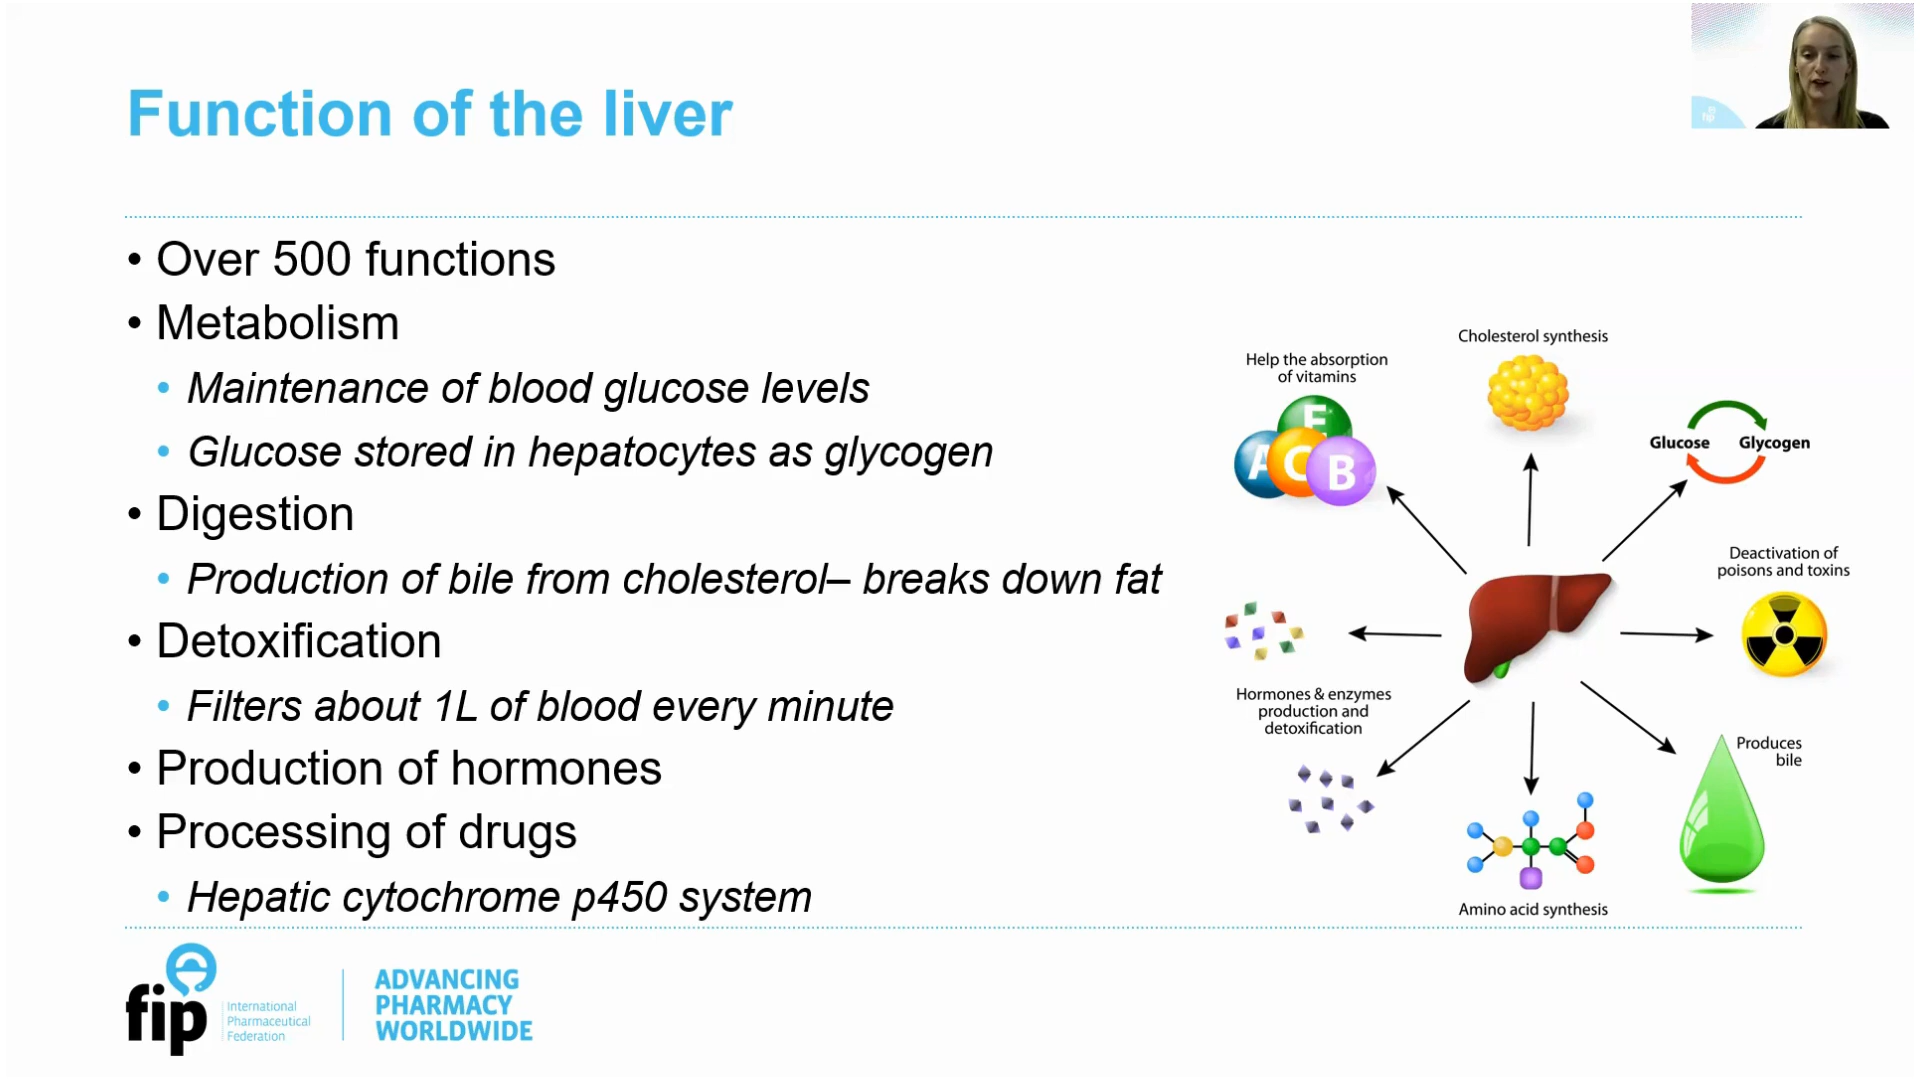 Function of the liver
• Over 500 functions
• Metabolism
• Maintenance of blood glucose levels
• Glucose stored in hepatocytes as glycogen
• Digestion
• Production of bile from cholesterol– breaks down fat
• Detoxification
• Filters about 1L of blood every minute
• Production of hormones
• Processing of drugs
• Hepatic cytochrome p450 system
Cholesterol synthesis
Help the absorption
of vitamins
E
A
C
B
Glucose Glycogen
Deactivation of
poisons and toxins
Hormones & enzymes
production and
detoxification
Produces
bile
Amino acid synthesis
fip
International
Pharmaceutical
Federation
ADVANCING
PHARMACY
WORLDWIDE
fip